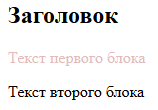 Заголовок
Текст первого блока
Текст второго блока